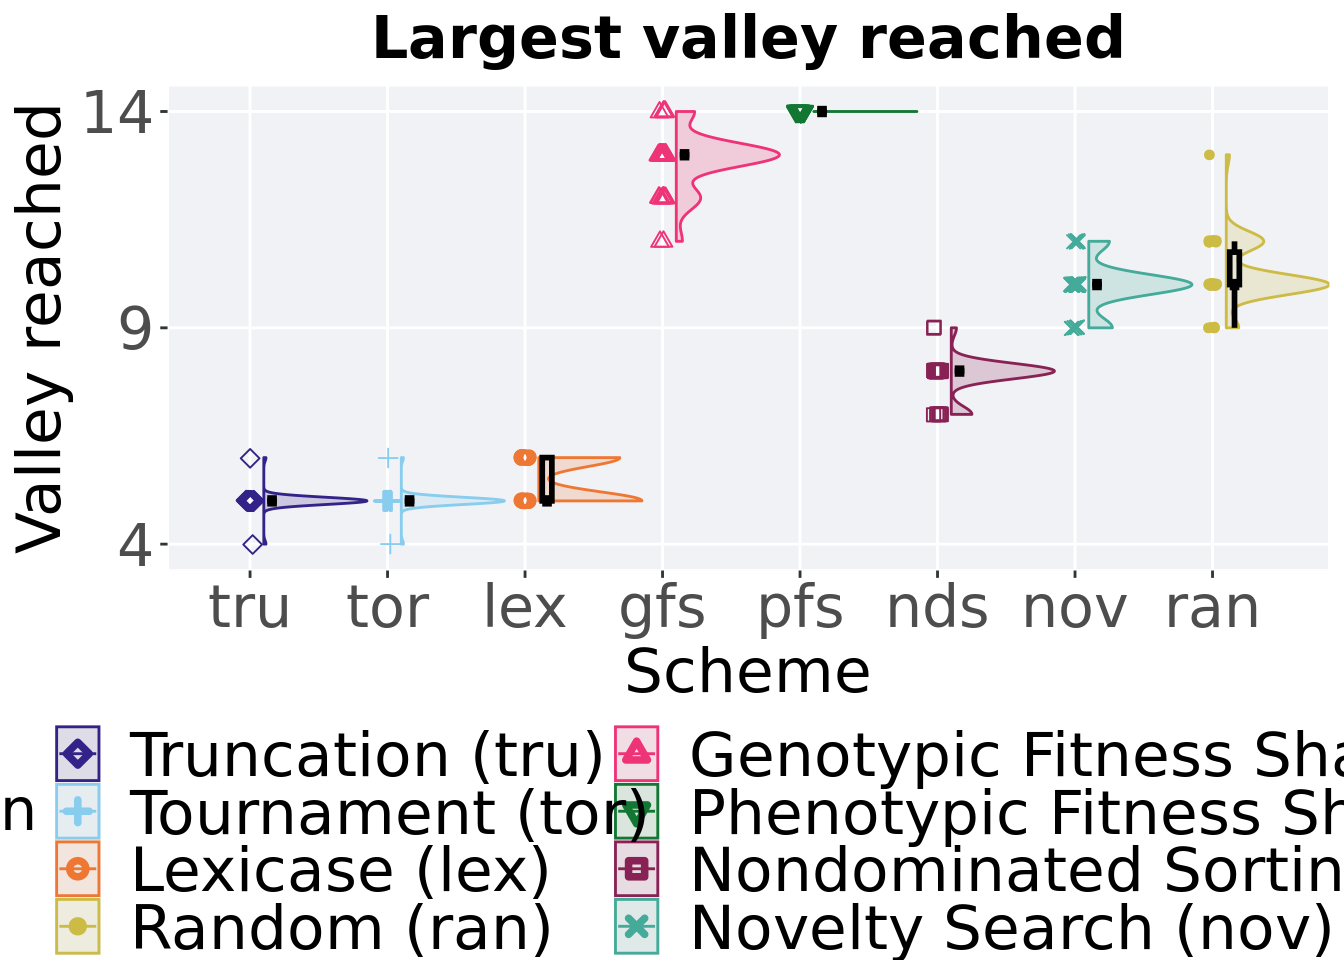 Largest valley reached
Valley reached
14
9
4
tru tor lex gfs pfs nds nov ran
Scheme
n
Truncation (tru)
Tournament (tor)
Lexicase (lex)
Random (ran)
Genotypic Fitness Sha
Phenotypic Fitness Sh
Nondominated Sortin
Novelty Search (nov)